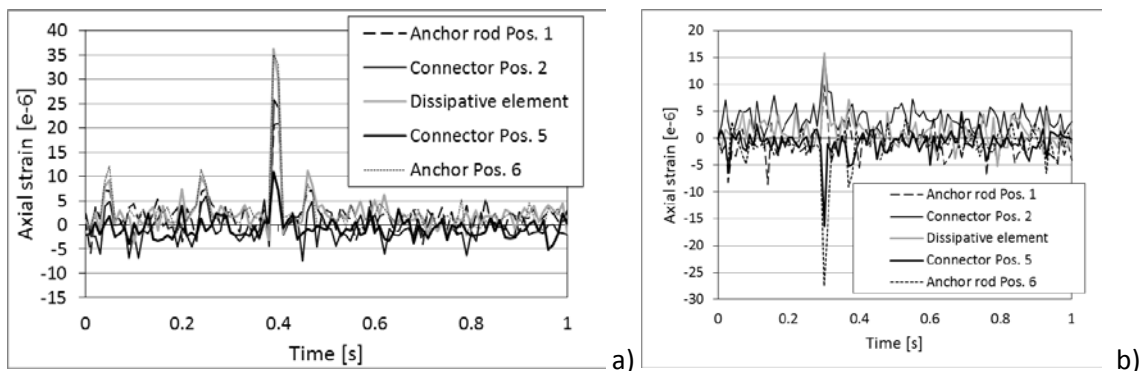 Axial strain [e-6]
40
35
30
25
20
15
10
5
0
-5
-10
-15
0
0.2
0.4
0.6
0.8
1
Time [s]
Anchor rod Pos. 1
Connector Pos. 2
Dissipative element
Connector Pos. 5
Anchor Pos. 6
a)
Axial strain [e-6]
20
15
10
5
0
-5
-10
-15
-20
-25
-30
0
0.2
0.4
0.6
0.8
1
Time [s]
Anchor rod Pos. 1
Connector Pos. 2
Dissipative element
Connector Pos. 5
Anchor rod Pos. 6
b)